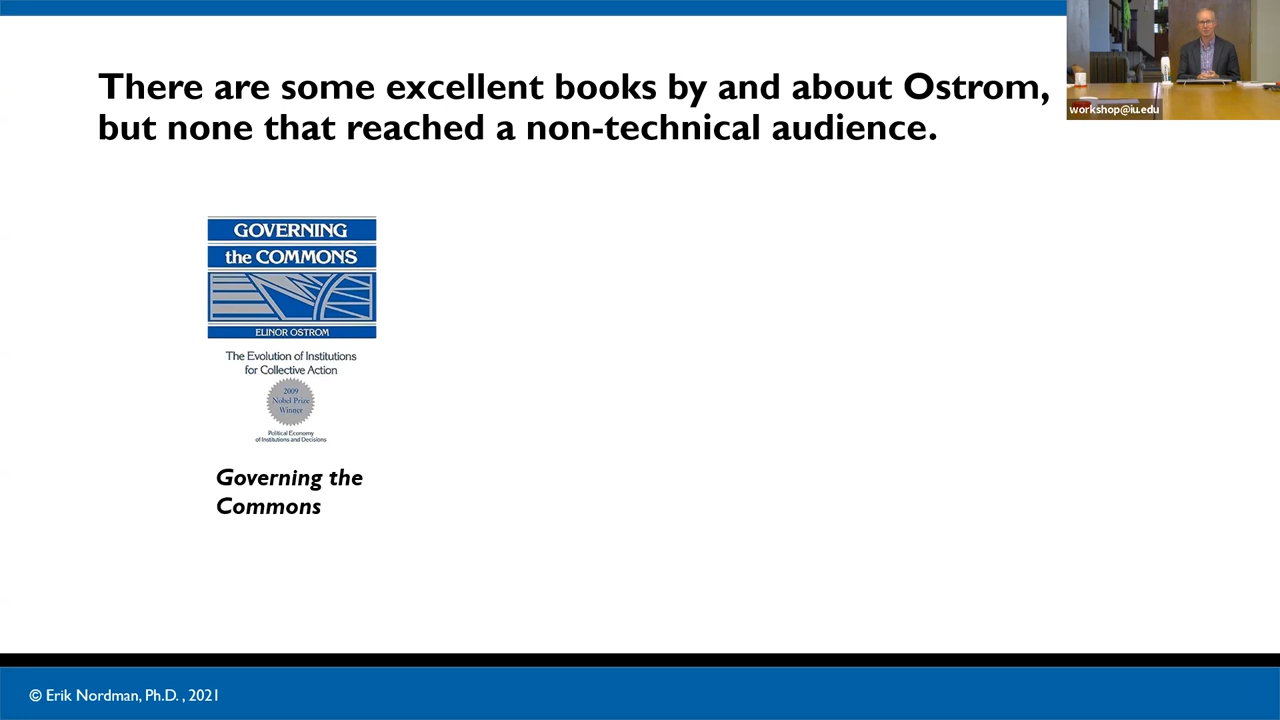 There are some excellent books by and about Ostrom,
but none that reached a non-technical audience.
workshop@iu.edu
GOVERNING
the COMMONS
ELINOR OSTROM
The Evolution of Institutions
for Collective Action
2009
Nobel Prize
Winner
Political Economy
of Institutions and Decisions
Governing the
Commons
© Erik Nordman, Ph.D. , 2021